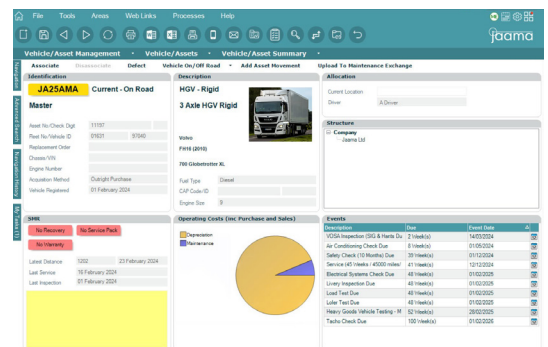 File Tools Areas Web Links Processes Help
jaama
Vehicle/Asset Management • Vehicle/Assets • Vehicle/Asset Summary •
Associate Disassociate Defect Vehicle On/Off Road • Add Asset Movement Upload To Maintenance Exchange
Navigation
Advanced Search
Navigation History
My Tasks
Identification
JA25AMA Current - On Road
Master
Asset No/Check Digit 11197
Fleet No/Vehicle ID 01631 97040
Replacement Order
Chassis/VIN
Engine Number
Acquisition Method Outright Purchase
Vehicle Registered 01 February 2024
Description
HGV - Rigid
3 Axle HGV Rigid
Volvo
FH16 (2010)
700 Globetrotter XL
Fuel Type Diesel
CAP Code/ID
Engine Size 9
Allocation
Current Location
Driver A Driver
Structure
Company
Jaama Ltd
SMR
No Recovery No Service Pack
No Warranty
Latest Distance 1202 23 February 2024
Last Service 16 February 2024
Last Inspection 01 February 2024
Operating Costs (inc Purchase and Sales)
Depreciation
Maintenance
Events
Description Due Event Date
VOSA Inspection (SIG & Hants Du 2 Week(s) 14/03/2024
Air Conditioning Check Due 8 Week(s) 01/05/2024
Safety Check (10 Months) Due 39 Week(s) 01/12/2024
Service (45 Weeks / 45000 miles/ 41 Week(s) 12/12/2024
Electrical Systems Check Due 48 Week(s) 01/02/2025
Livery Inspection Due 48 Week(s) 01/02/2025
Load Test Due 48 Week(s) 01/02/2025
Loler Test Due 48 Week(s) 01/02/2025
Heavy Goods Vehicle Testing - M 52 Week(s) 28/02/2025
Tacho Check Due 100 Week(s) 01/02/2026